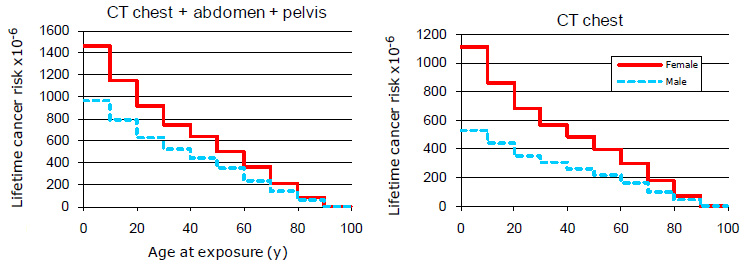 CT chest + abdomen + pelvis
Lifetime cancer risk x10-6
1600
1400
1200
1000
800
600
400
200
0
0 20 40 60 80 100
Age at exposure (y)
CT chest
Lifetime cancer risk x10-6
1200
1000
800
600
400
200
0
Female
Male
0 20 40 60 80 100